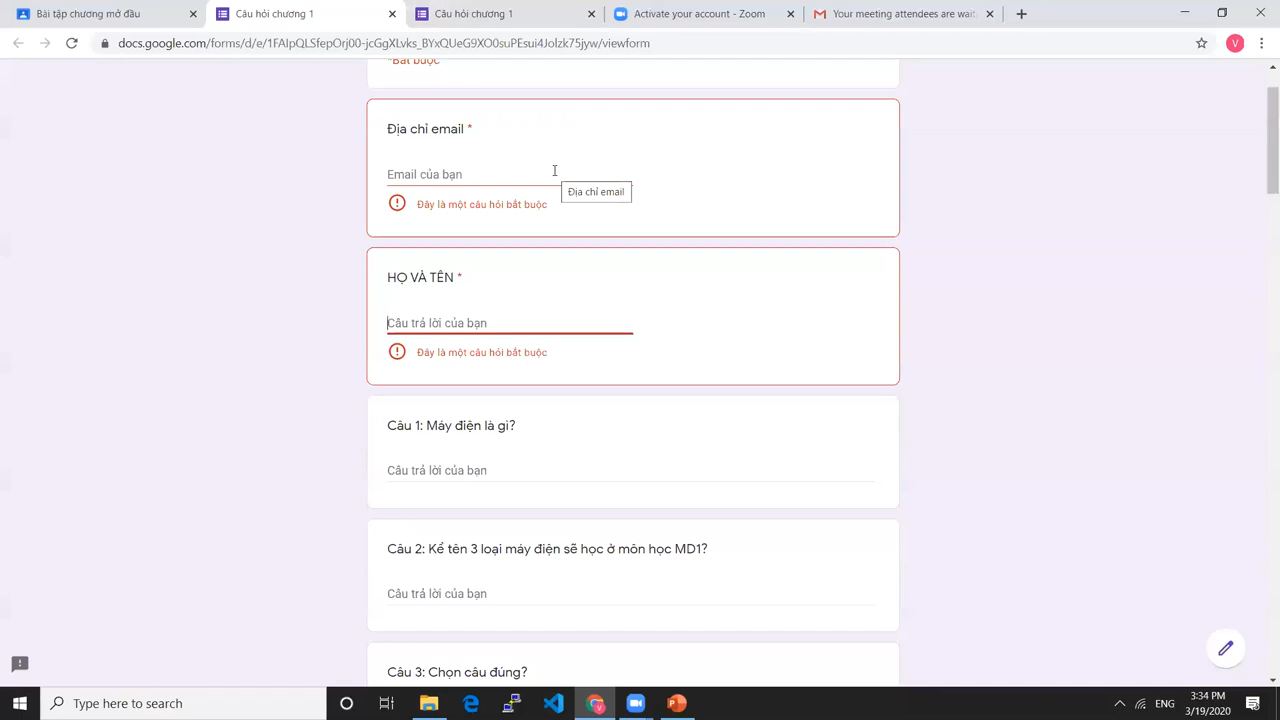 Bài tập chương mở đầu
Câu hỏi chương 1
Câu hỏi chương 1
Activate your account - Zoom
Your meeting attendees are wait
docs.google.com/forms/d/e/1FAIpQLSfepOrj00-jcGgXLvks_BYxQUeG9XO0suPEsui4Jolzk75jyw/viewform
V
*Bắt buộc
Địa chỉ email *
Email của bạn
Địa chỉ email
Đây là một câu hỏi bắt buộc
HỌ VÀ TÊN *
Câu trả lời của bạn
Đây là một câu hỏi bắt buộc
Câu 1: Máy điện là gì?
Câu trả lời của bạn
Câu 2: Kể tên 3 loại máy điện sẽ học ở môn học MD1?
Câu trả lời của bạn
Câu 3: Chọn câu đúng?
Type here to search
ENG
3:34 PM
3/19/2020